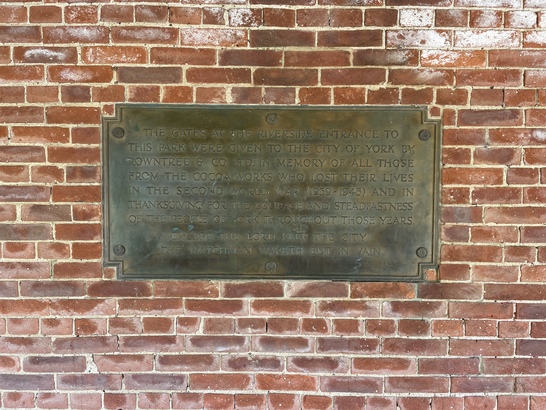 THE GATES AT THE RIVERSIDE ENTRANCE TO
THIS PARK WERE GIVEN TO THE CITY OF YORK BY
ROWNTREE & CO. LTD IN MEMORY OF ALL THOSE
FROM THE COCOA WORKS WHO LOST THEIR LIVES
IN THE SECOND WORLD WAR (1939-1945) AND IN
THANKSGIVING FOR THE COURAGE AND STEADFASTNESS
OF THE PEOPLE OF YORK THROUGHOUT THOSE YEARS
EXCEPT THE LORD KEEP THE CITY
THE WATCHMAN WAKETH BUT IN VAIN